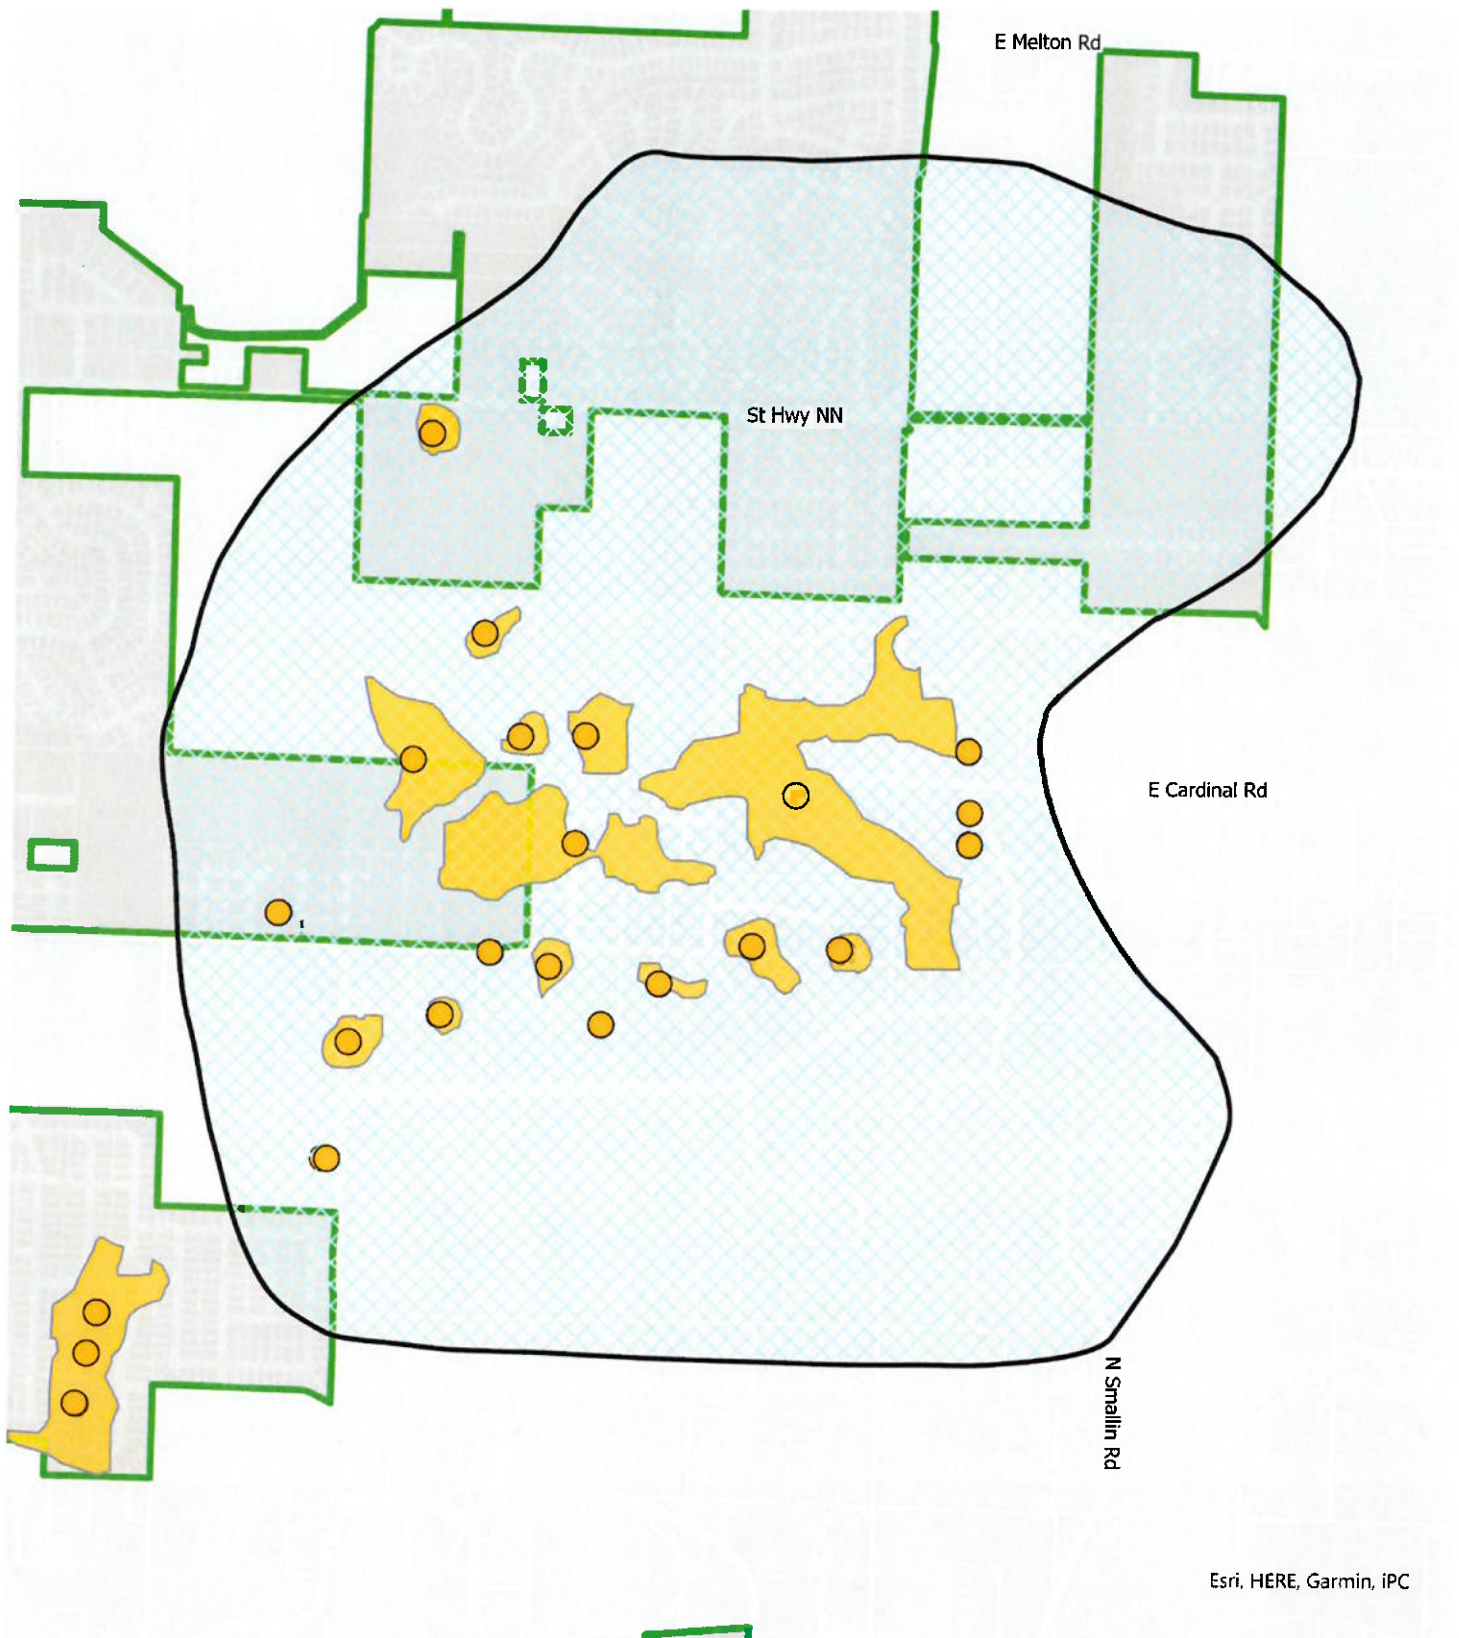 E Melton Rd
St Hwy NN
E Cardinal Rd
N Smallin Rd
Esri, HERE, Garmin, iPC